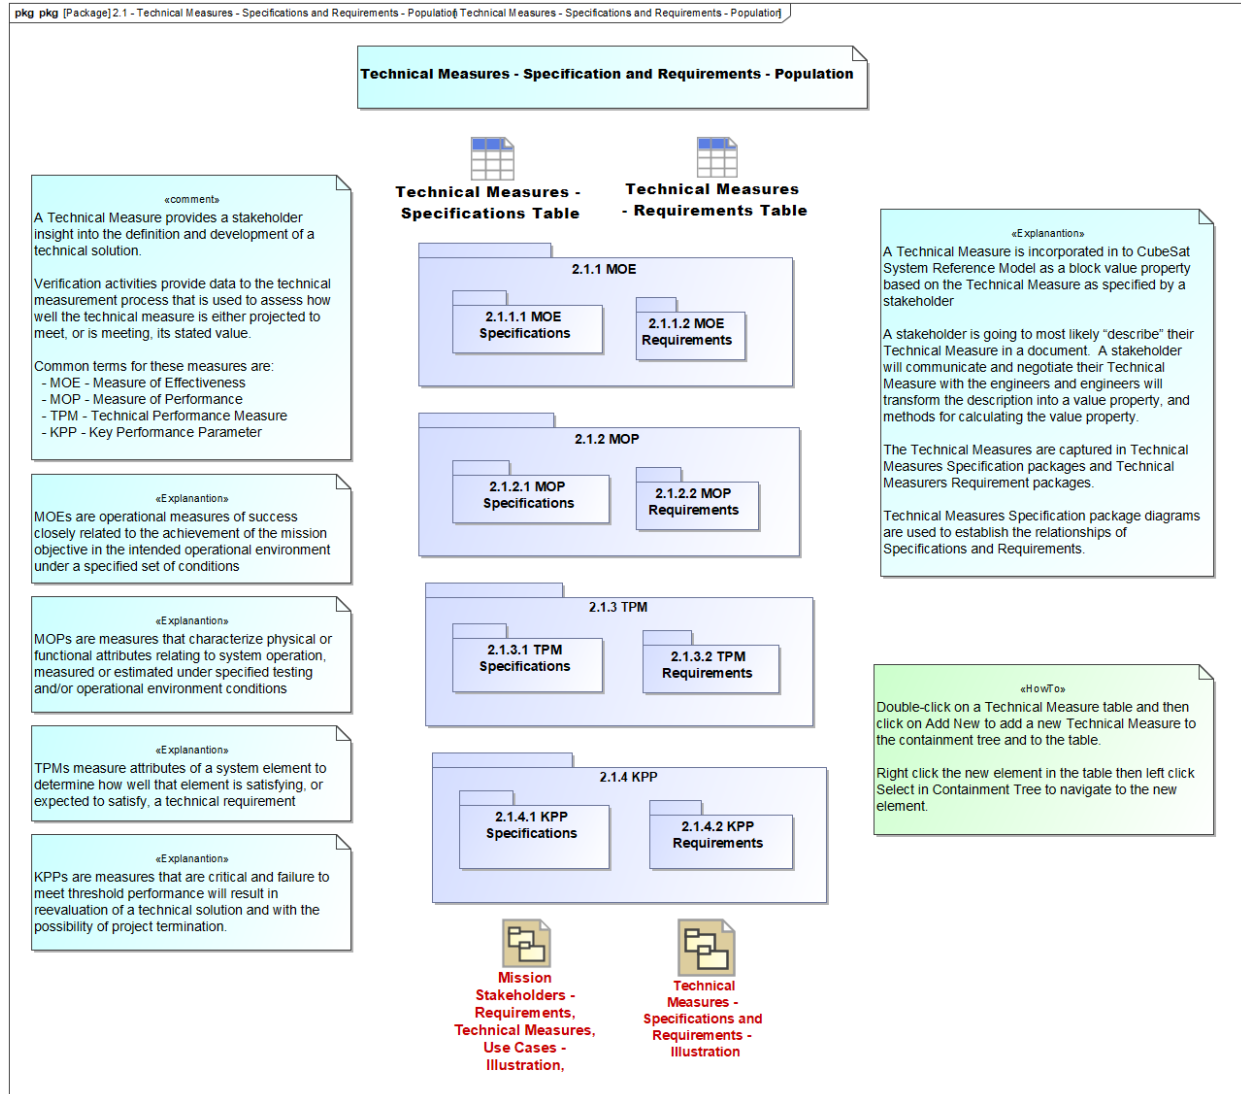 pkg pkg [Package] 2.1 - Technical Measures - Specifications and Requirements - Population[ Technical Measures - Specifications and Requirements - Population]
Technical Measures - Specification and Requirements - Population
Technical Measures -
Specifications Table
Technical Measures
- Requirements Table
«comment»
A Technical Measure provides a stakeholder
insight into the definition and development of a
technical solution.
Verification activities provide data to the technical
measurement process that is used to assess how
well the technical measure is either projected to
meet, or is meeting, its stated value.
Common terms for these measures are:
- MOE - Measure of Effectiveness
- MOP - Measure of Performance
- TPM - Technical Performance Measure
- KPP - Key Performance Parameter
«Explanantion»
MOEs are operational measures of success
closely related to the achievement of the mission
objective in the intended operational environment
under a specified set of conditions
«Explanantion»
MOPs are measures that characterize physical or
functional attributes relating to system operation,
measured or estimated under specified testing
and/or operational environment conditions
«Explanantion»
TPMs measure attributes of a system element to
determine how well that element is satisfying, or
expected to satisfy, a technical requirement
«Explanantion»
KPPs are measures that are critical and failure to
meet threshold performance will result in
reevaluation of a technical solution and with the
possibility of project termination.
2.1.1 MOE
2.1.1.1 MOE
Specifications
2.1.1.2 MOE
Requirements
2.1.2 MOP
2.1.2.1 MOP
Specifications
2.1.2.2 MOP
Requirements
2.1.3 TPM
2.1.3.1 TPM
Specifications
2.1.3.2 TPM
Requirements
2.1.4 KPP
2.1.4.1 KPP
Specifications
2.1.4.2 KPP
Requirements
Mission
Stakeholders -
Requirements,
Technical Measures,
Use Cases -
Illustration,
Technical
Measures -
Specifications and
Requirements -
Illustration
«Explanantion»
A Technical Measure is incorporated in to CubeSat
System Reference Model as a block value property
based on the Technical Measure as specified by a
stakeholder
A stakeholder is going to most likely “describe” their
Technical Measure in a document.  A stakeholder
will communicate and negotiate their Technical
Measure with the engineers and engineers will
transform the description into a value property, and
methods for calculating the value property.
The Technical Measures are captured in Technical
Measures Specification packages and Technical
Measurers Requirement packages.
Technical Measures Specification package diagrams
are used to establish the relationships of
Specifications and Requirements.
«HowTo»
Double-click on a Technical Measure table and then
click on Add New to add a new Technical Measure to
the containment tree and to the table.
Right click the new element in the table then left click
Select in Containment Tree to navigate to the new
element.